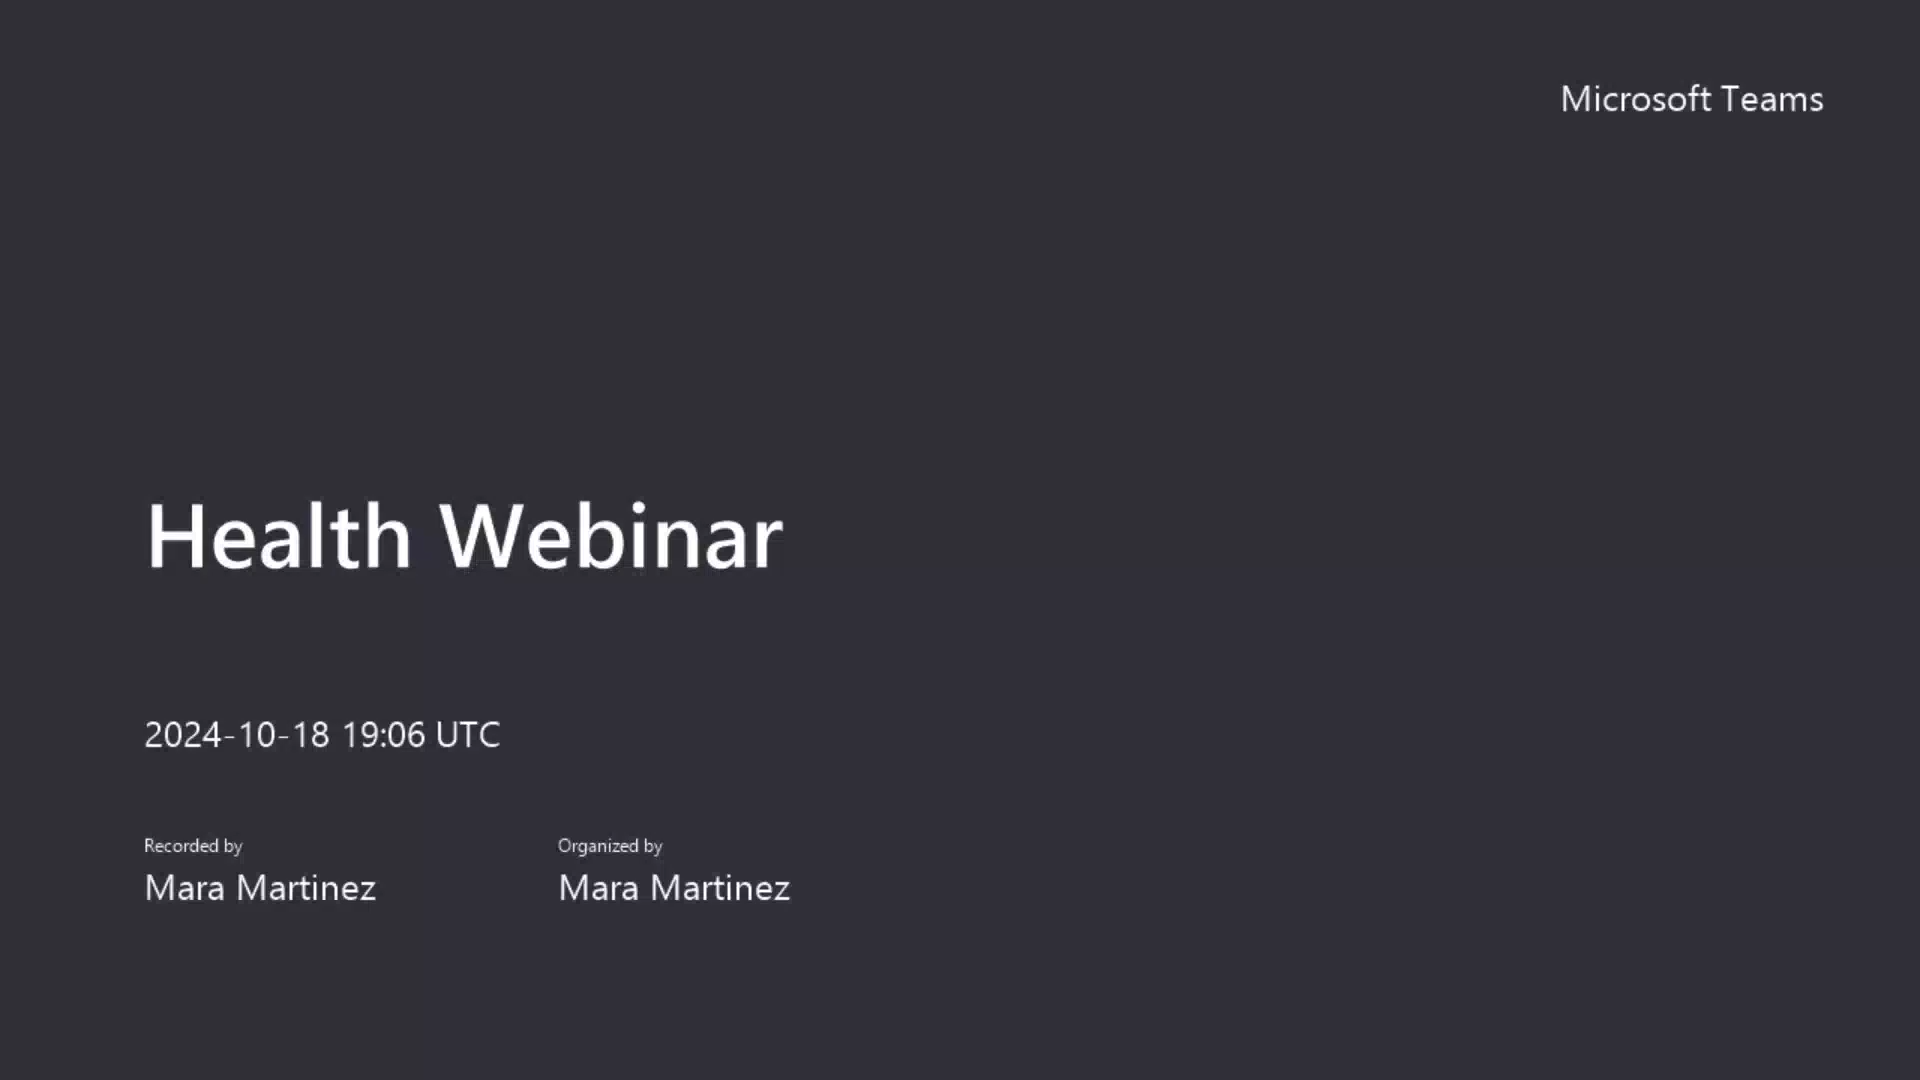 Microsoft Teams
Health Webinar
2024-10-18 19:06 UTC
Recorded by
Mara Martinez
Organized by
Mara Martinez